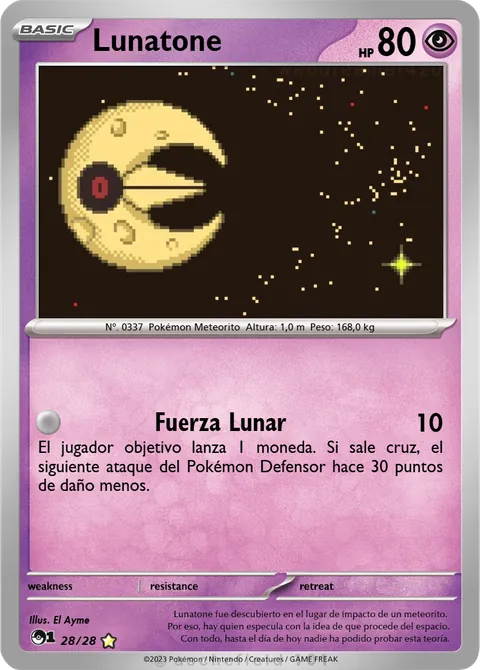 BASIC
Lunatone
HP 80
Nº. 0337 Pokémon Meteorito Altura: 1,0 m Peso: 168,0 kg
Fuerza Lunar 10
El jugador objetivo lanza 1 moneda. Si sale cruz, el
siguiente ataque del Pokémon Defensor hace 30 puntos
de daño menos.
weakness resistance retreat
Illus. El Ayme
Lunatone fue descubierto en el lugar de impacto de un meteorito.
Por eso, hay quien especula con la idea de que procede del espacio.
Con todo, hasta el día de hoy nadie ha podido probar esta teoría.
1 28/28
©2023 Pokémon / Nintendo / Creatures / GAME FREAK